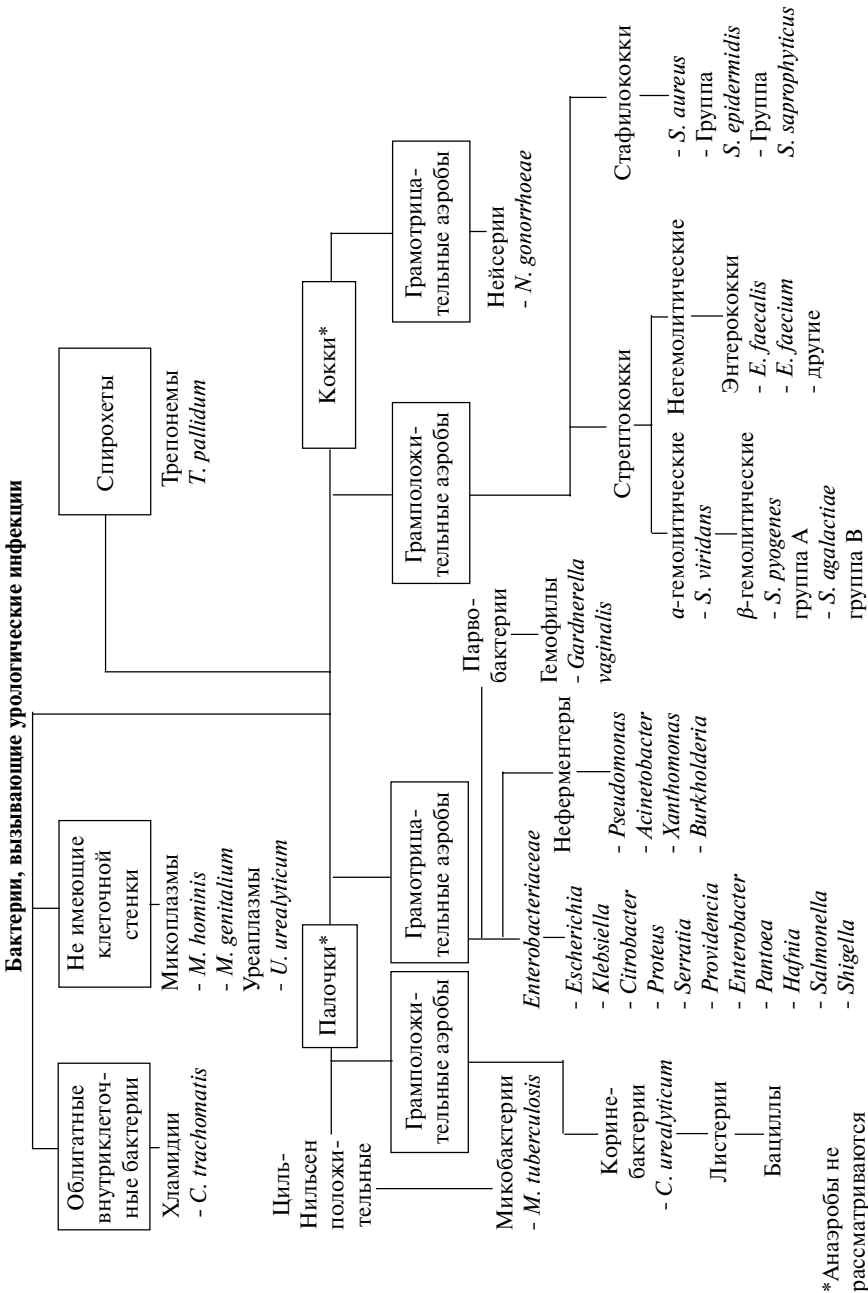 Бактерии, вызывающие урологические инфекции
Облигатные
внутриклеточ-
ные бактерии
Хламидии
- C. trachomatis
Не имеющие
клеточной
стенки
Микоплазмы
- M. hominis
- M. genitalium
Уреаплазмы
- U. urealyticum
Спирохеты
Трепонемы
T. pallidum
Палочки*
Циль-
Нильсен
положи-
тельные
Микобактерии
- M. tuberculosis
Грамположи-
тельные аэробы
Корине-
бактерии
- C. urealyticum
Листерии
Бациллы
Грамотрица-
тельные аэробы
Enterobacteriaceae
- Escherichia
- Klebsiella
- Citrobacter
- Proteus
- Serratia
- Providencia
- Enterobacter
- Pantoea
- Hafnia
- Salmonella
- Shigella
Неферментеры
- Pseudomonas
- Acinetobacter
- Xanthomonas
- Burkholderia
Парво-
бактерии
Гемофилы
- Gardnerella
vaginalis
Кокки*
Грамположи-
тельные аэробы
Стрептококки
α-гемолитические
- S. viridans
β-гемолитические
- S. pyogenes
группа A
- S. agalactiae
группа B
Негемолитические
Энтерококки
- E. faecalis
- E. faecium
- другие
Стафилококки
- S. aureus
- Группа
S. epidermidis
- Группа
S. saprophyticus
Грамотрица-
тельные аэробы
Нейсерии
- N. gonorrhoeae
*Анаэробы не
рассматриваются